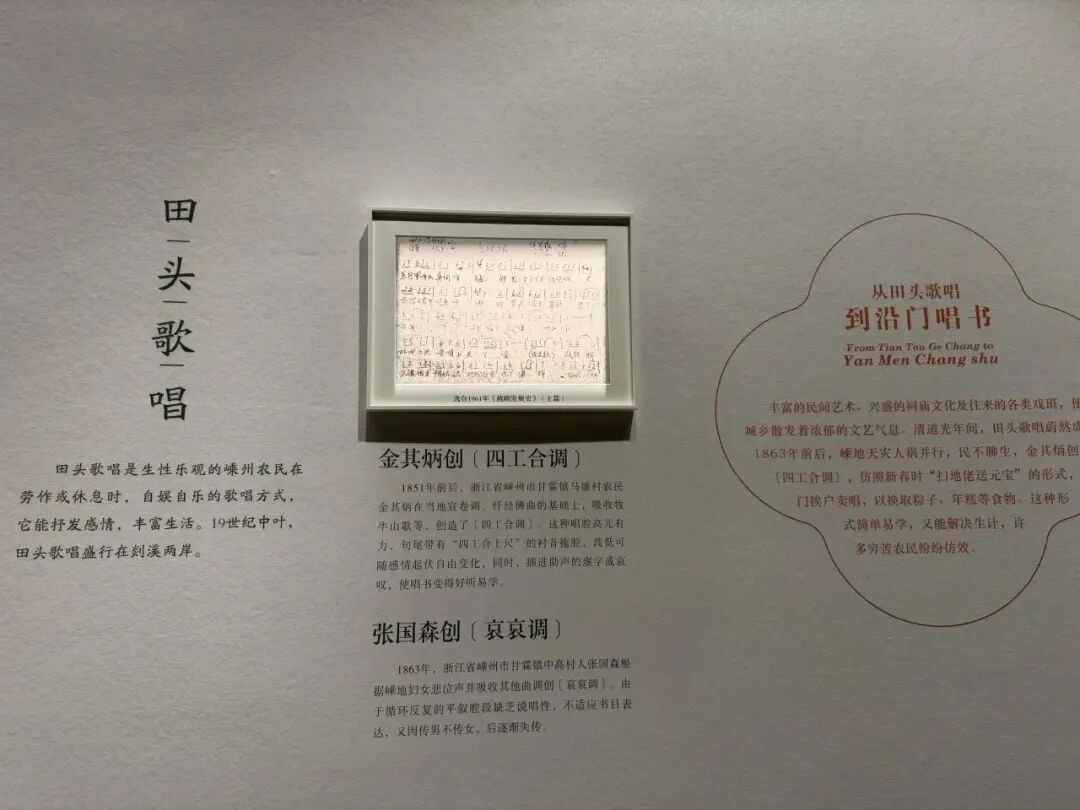 田
头
歌
唱
田头歌唱是生性乐观的嵊州农民在
劳作或休息时，自娱自乐的歌唱方式，
它能抒发感情，丰富生活。19世纪中叶，
田头歌唱盛行在剡溪两岸。
选自1961年《越剧发展史》（上篇）
金其炳创〔四工合调〕
1851年前后，浙江省嵊州市甘霖镇马塘村农民
金其炳在当地宣卷调、忏经佛曲的基础上，吸收牧
牛山歌等，创造了〔四工合调〕。这种唱腔高亢有
力，句尾带有“四工合上尺”的衬音拖腔，高低可
随感情起伏自由变化，同时，插进助声的虚字或哀
叹，使唱书变得好听易学。
张国森创〔哀哀调〕
1863年，浙江省嵊州市甘霖镇中高村人张国森根
据嵊地妇女悲泣声并吸收其他曲调创〔哀哀调〕。由
于循环反复的平叙腔段缺乏说唱性，不适应书目表
达，又因传男不传女，后逐渐失传。
从田头歌唱
到沿门唱书
From Tian Tou Ge Chang to
Yan Men Chang shu
丰富的民间艺术，兴盛的祠庙文化及往来的各类戏班，使
城乡散发着浓郁的文艺气息。清道光年间，田头歌唱蔚然成
1863年前后，嵊地天灾人祸并行，民不聊生，金其炳创
〔四工合调〕，仿照新春时“扫地佬送元宝”的形式，
门挨户卖唱，以换取粽子、年糕等食物。这种形
式简单易学，又能解决生计，许
多穷苦农民纷纷仿效。